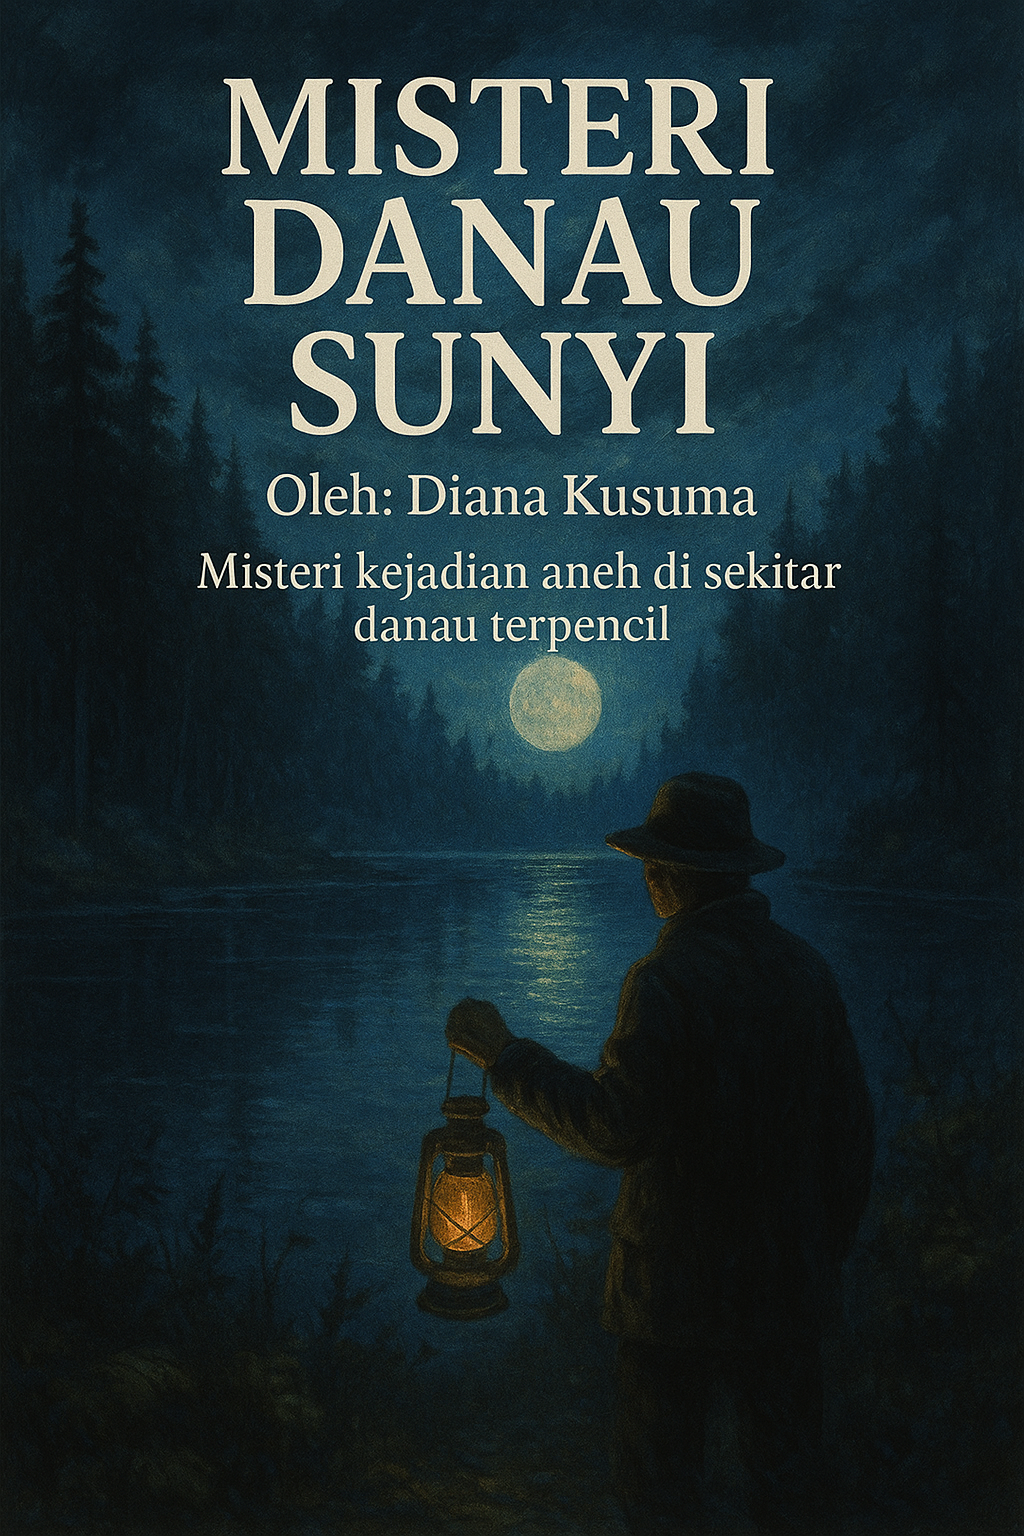 MISTERI
DANAU
SUNYI
Oleh: Diana Kusuma
Misteri kejadian aneh di sekitar
danau terpencil